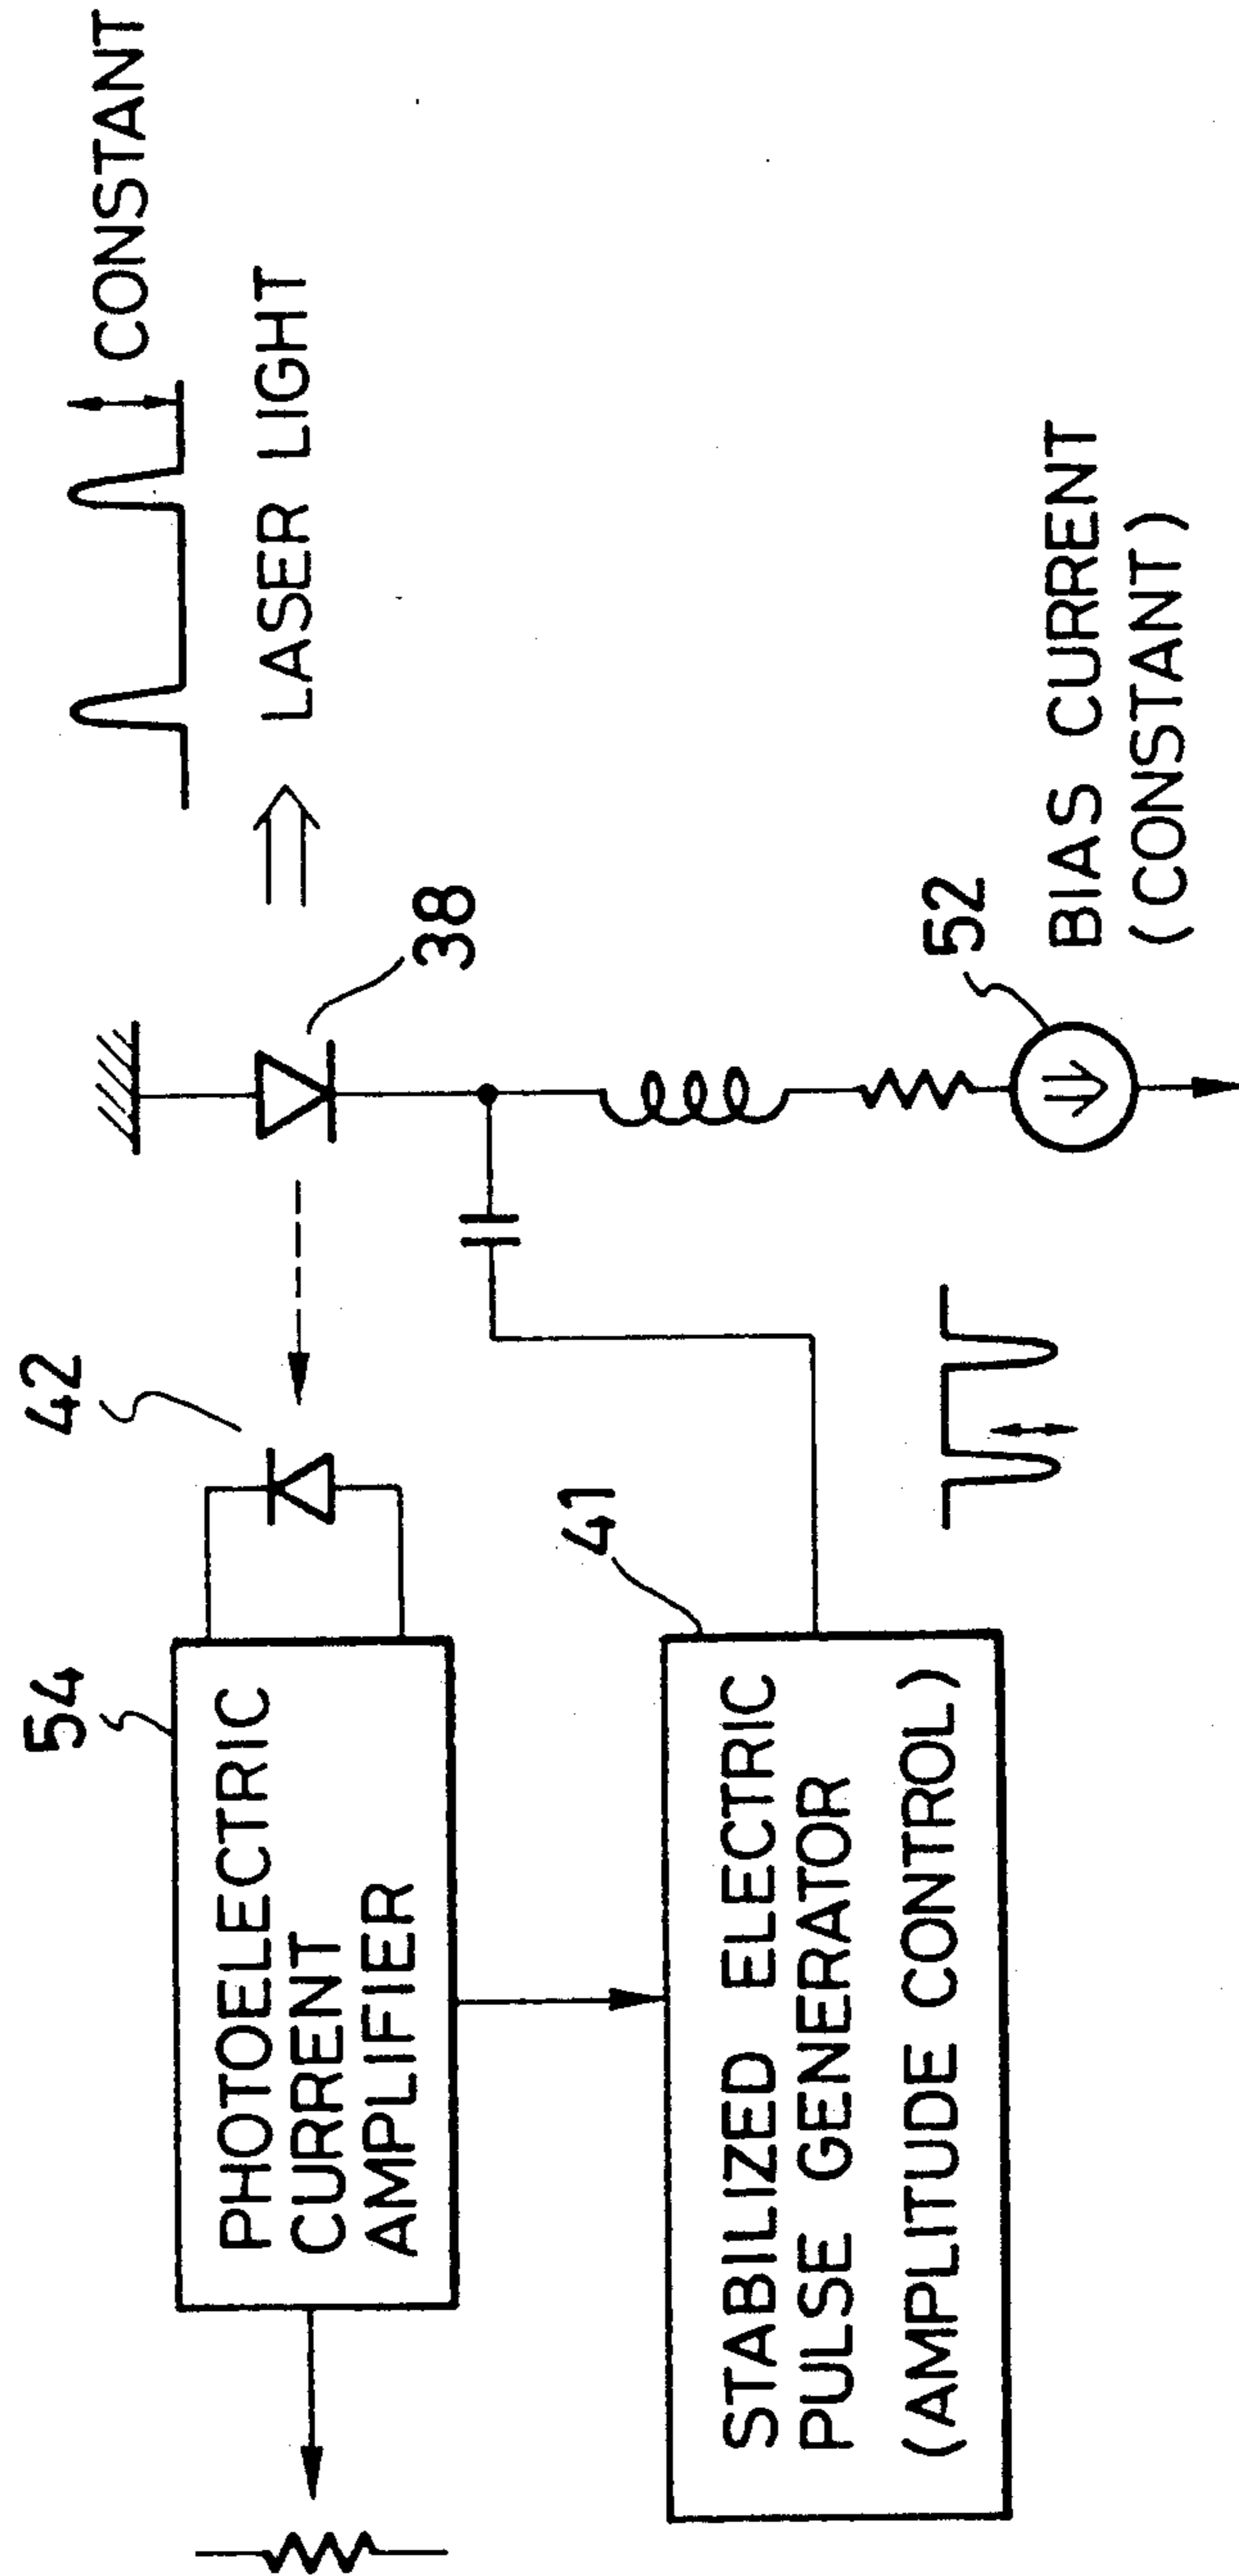 CONSTANT
LASER LIGHT
38
42
54
PHOTOELECTRIC
CURRENT
AMPLIFIER
41
STABILIZED ELECTRIC
PULSE GENERATOR
(AMPLITUDE CONTROL)
52
BIAS CURRENT
(CONSTANT)